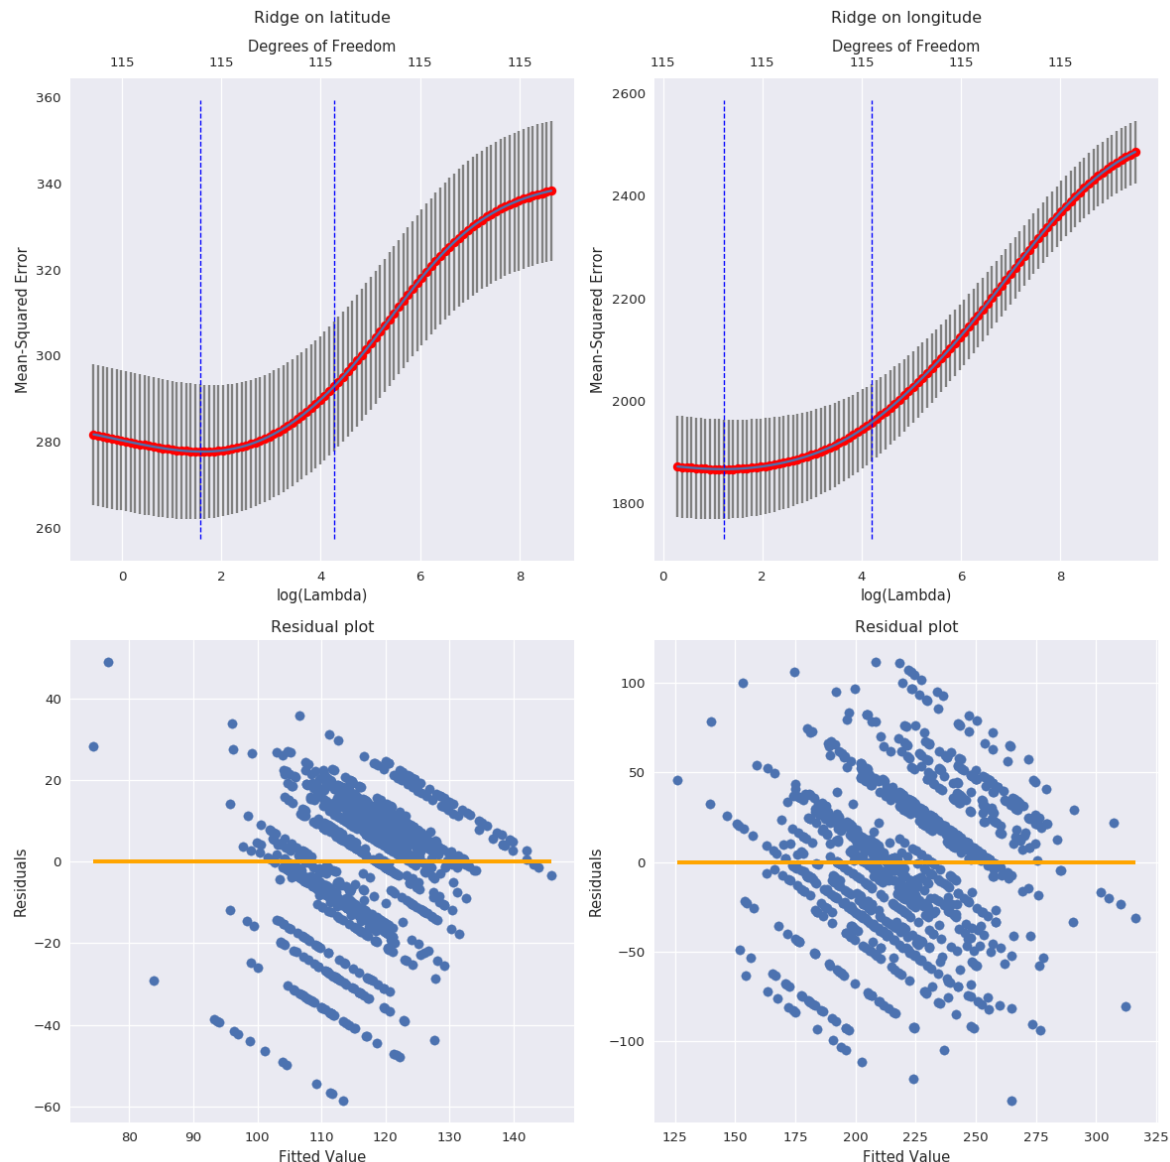 Ridge on latitude
Degrees of Freedom
115 115 115 115 115
360
340
320
300
280
260
Mean-Squared Error
0 2 4 6 8
log(Lambda)
Ridge on longitude
Degrees of Freedom
115 115 115 115 115
2600
2400
2200
2000
1800
Mean-Squared Error
0 2 4 6 8
log(Lambda)
Residual plot
40
20
0
−20
−40
−60
Residuals
80 90 100 110 120 130 140
Fitted Value
Residual plot
100
50
0
−50
−100
Residuals
125 150 175 200 225 250 275 300 325
Fitted Value